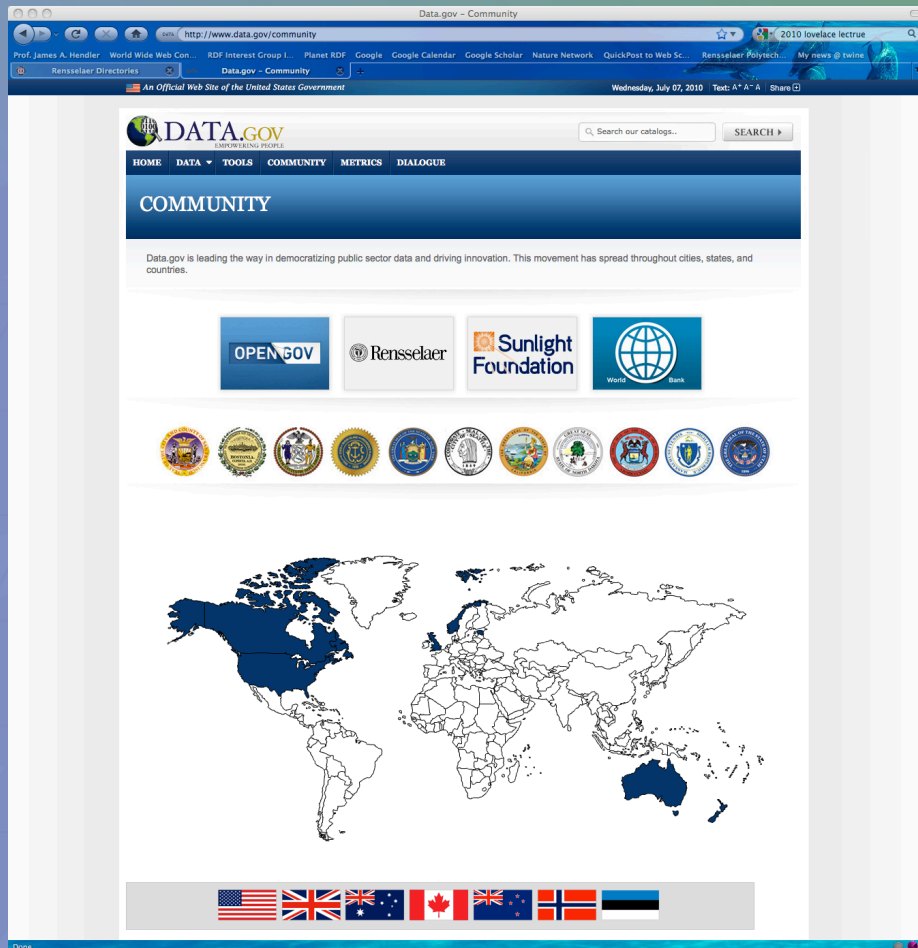 Data.gov – Community
DATA http://www.data.gov/community
2010 lovelace lectrue
Prof. James A. Hendler World Wide Web Con... RDF Interest Group I... Planet RDF Google Google Calendar Google Scholar Nature Network QuickPost to Web Sc... Rensselaer Polytech... My news @ twine
Rensselaer Directories Data.gov – Community
An Official Web Site of the United States Government Wednesday, July 07, 2010 Text: A+ A– A Share
DATA.GOV
EMPOWERING PEOPLE
Search our catalogs.. SEARCH
HOME DATA TOOLS COMMUNITY METRICS DIALOGUE
COMMUNITY
Data.gov is leading the way in democratizing public sector data and driving innovation. This movement has spread throughout cities, states, and
countries.
OPEN GOV
Rensselaer
Sunlight
Foundation
World Bank
Done